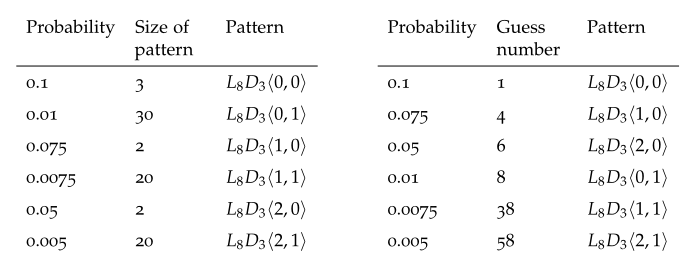 Probability Size of pattern Pattern
0.1 3 L₈D₃⟨0,0⟩
0.01 30 L₈D₃⟨0,1⟩
0.075 2 L₈D₃⟨1,0⟩
0.0075 20 L₈D₃⟨1,1⟩
0.05 2 L₈D₃⟨2,0⟩
0.005 20 L₈D₃⟨2,1⟩
Probability Guess number Pattern
0.1 1 L₈D₃⟨0,0⟩
0.075 4 L₈D₃⟨1,0⟩
0.05 6 L₈D₃⟨2,0⟩
0.01 8 L₈D₃⟨0,1⟩
0.0075 38 L₈D₃⟨1,1⟩
0.005 58 L₈D₃⟨2,1⟩